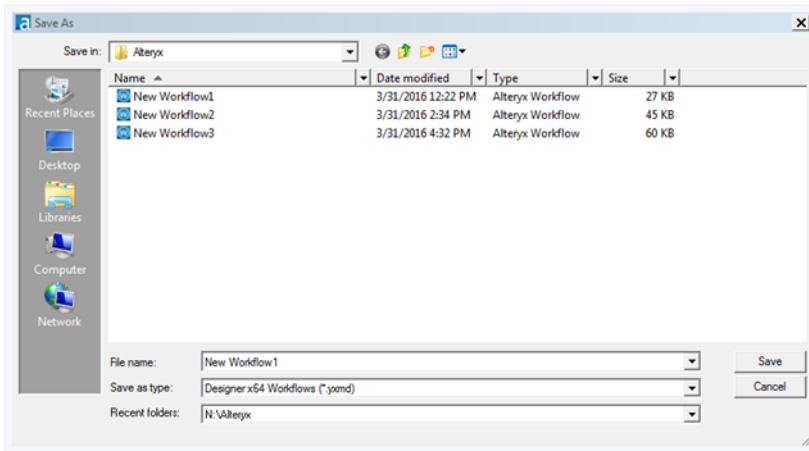 a Save As
Save in: Alteryx
Name Date modified Type Size
New Workflow1 3/31/2016 12:22 PM Alteryx Workflow 27 KB
New Workflow2 3/31/2016 2:34 PM Alteryx Workflow 45 KB
New Workflow3 3/31/2016 4:32 PM Alteryx Workflow 60 KB
Recent Places
Desktop
Libraries
Computer
Network
File name: New Workflow1 Save
Save as type: Designer x64 Workflows (*.yxmd) Cancel
Recent folders: N:\Alteryx